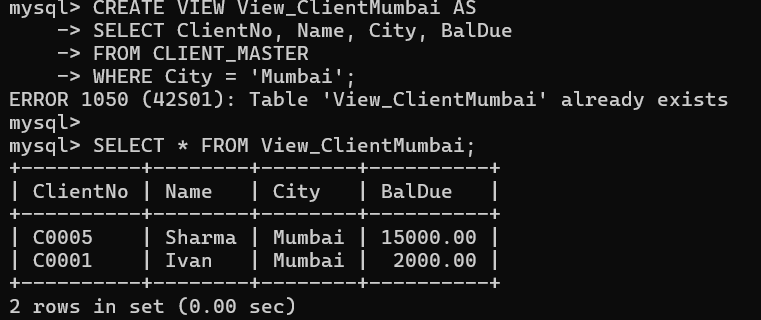 mysql> CREATE VIEW View_ClientMumbai AS
    -> SELECT ClientNo, Name, City, BalDue
    -> FROM CLIENT_MASTER
    -> WHERE City = 'Mumbai';
ERROR 1050 (42S01): Table 'View_ClientMumbai' already exists
mysql>
mysql> SELECT * FROM View_ClientMumbai;
+----------+--------+--------+----------+
| ClientNo | Name   | City   | BalDue   |
+----------+--------+--------+----------+
| C0005    | Sharma | Mumbai | 15000.00 |
| C0001    | Ivan   | Mumbai |  2000.00 |
+----------+--------+--------+----------+
2 rows in set (0.00 sec)